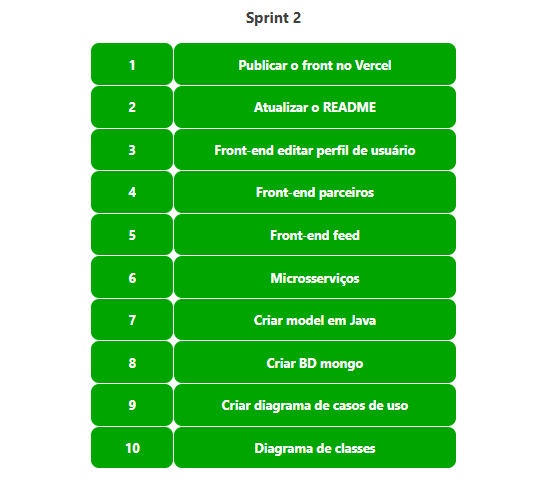 Sprint 2
1 Publicar o front no Vercel
2 Atualizar o README
3 Front-end editar perfil de usuário
4 Front-end parceiros
5 Front-end feed
6 Microsserviços
7 Criar model em Java
8 Criar BD mongo
9 Criar diagrama de casos de uso
10 Diagrama de classes